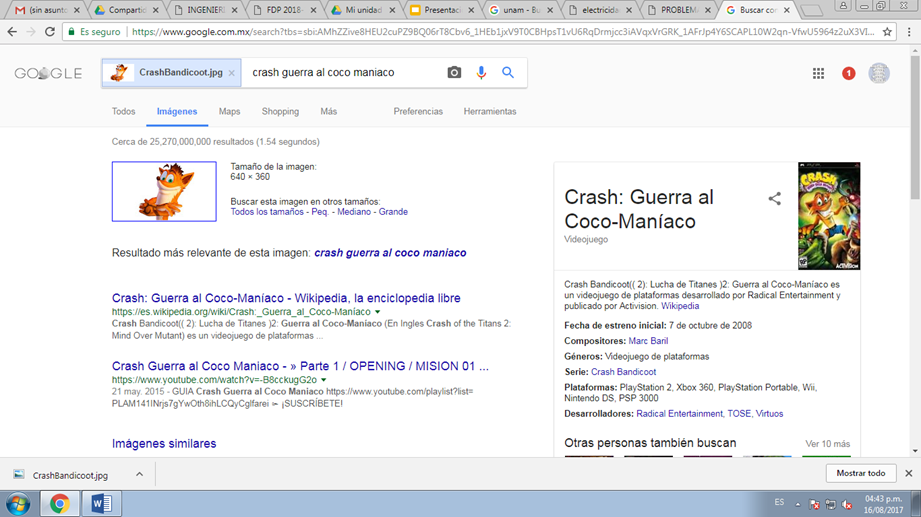 (sin asunto
Compartic
INGENIERI
FDP 2018-
Mi unidad
Presentaci
unam - Bu
electricida
PROBLEMA
Buscar con
Es seguro
https://www.google.com.mx/search?tbs=sbi:
GOOGLE
CrashBandicoot.jpg
crash guerra al coco maniaco
1
Todos Imágenes Maps Shopping Más Preferencias Herramientas
Cerca de 25,270,000,000 resultados (1.54 segundos)
Tamaño de la imagen:
640 × 360
Buscar esta imagen en otros tamaños:
Todos los tamaños - Peq. - Mediano - Grande
Resultado más relevante de esta imagen: crash guerra al coco maniaco
Crash: Guerra al Coco-Maníaco - Wikipedia, la enciclopedia libre
https://es.wikipedia.org/wiki/Crash:_Guerra_al_Coco-Maníaco
Crash Bandicoot(( 2): Lucha de Titanes )2: Guerra al Coco-Maníaco (En Ingles Crash of the Titans 2:
Mind Over Mutant) es un videojuego de plataformas ...
Crash Guerra al Coco Maniaco - » Parte 1 / OPENING / MISION 01 ...
https://www.youtube.com/watch?v=-B8cckugG2o
21 may. 2015 - GUIA Crash Guerra al Coco Maniaco https://www.youtube.com/playlist?list=
¡SUSCRÍBETE!
Imágenes similares
Crash: Guerra al
Coco-Maníaco
Videojuego
CRASH
ACTIVISION
Crash Bandicoot(( 2): Lucha de Titanes )2: Guerra al Coco-Maníaco es
un videojuego de plataformas desarrollado por Radical Entertainment y
publicado por Activision. Wikipedia
Fecha de estreno inicial: 7 de octubre de 2008
Compositores: Marc Baril
Géneros: Videojuego de plataformas
Serie: Crash Bandicoot
Plataformas: PlayStation 2, Xbox 360, PlayStation Portable, Wii,
Nintendo DS, PSP 3000
Desarrolladores: Radical Entertainment, TOSE, Virtuos
Otras personas también buscan
Ver 10 más
CrashBandicoot.jpg
Mostrar todo
ES
04:43 p.m.
16/08/2017